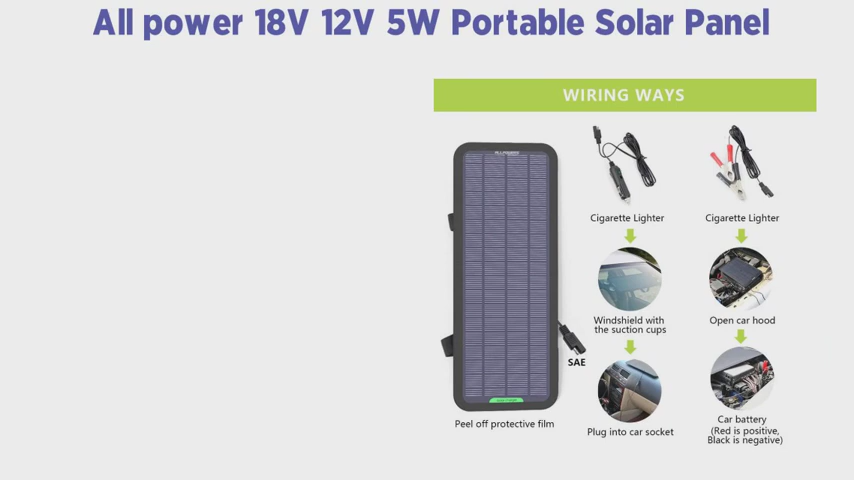 All power 18V 12V 5W Portable Solar Panel
WIRING WAYS
Cigarette Lighter
Cigarette Lighter
Windshield with
the suction cups
Open car hood
SAE
Peel off protective film
Plug into car socket
Car battery
(Red is positive,
Black is negative)